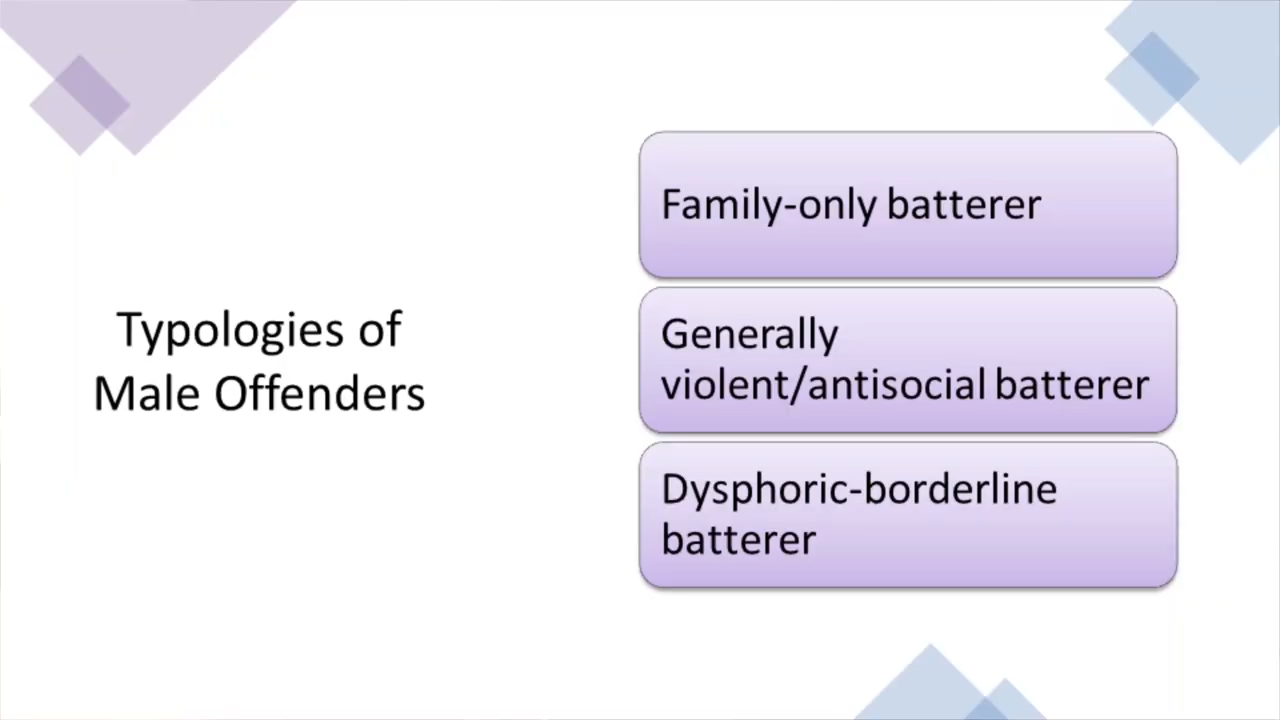 Typologies of
Male Offenders
Family-only batterer
Generally
violent/antisocial batterer
Dysphoric-borderline
batterer